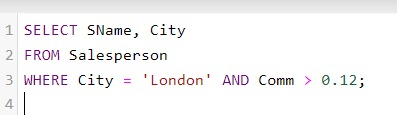 1 SELECT SName, City
2 FROM Salesperson
3 WHERE City = 'London' AND Comm > 0.12;
4